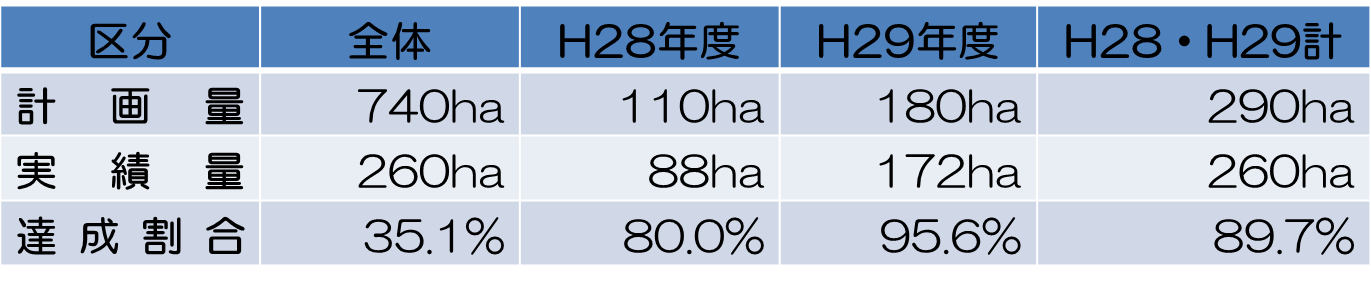 区分 全体 H28年度 H29年度 H28・H29計
計画量 740ha 110ha 180ha 290ha
実績量 260ha 88ha 172ha 260ha
達成割合 35.1% 80.0% 95.6% 89.7%